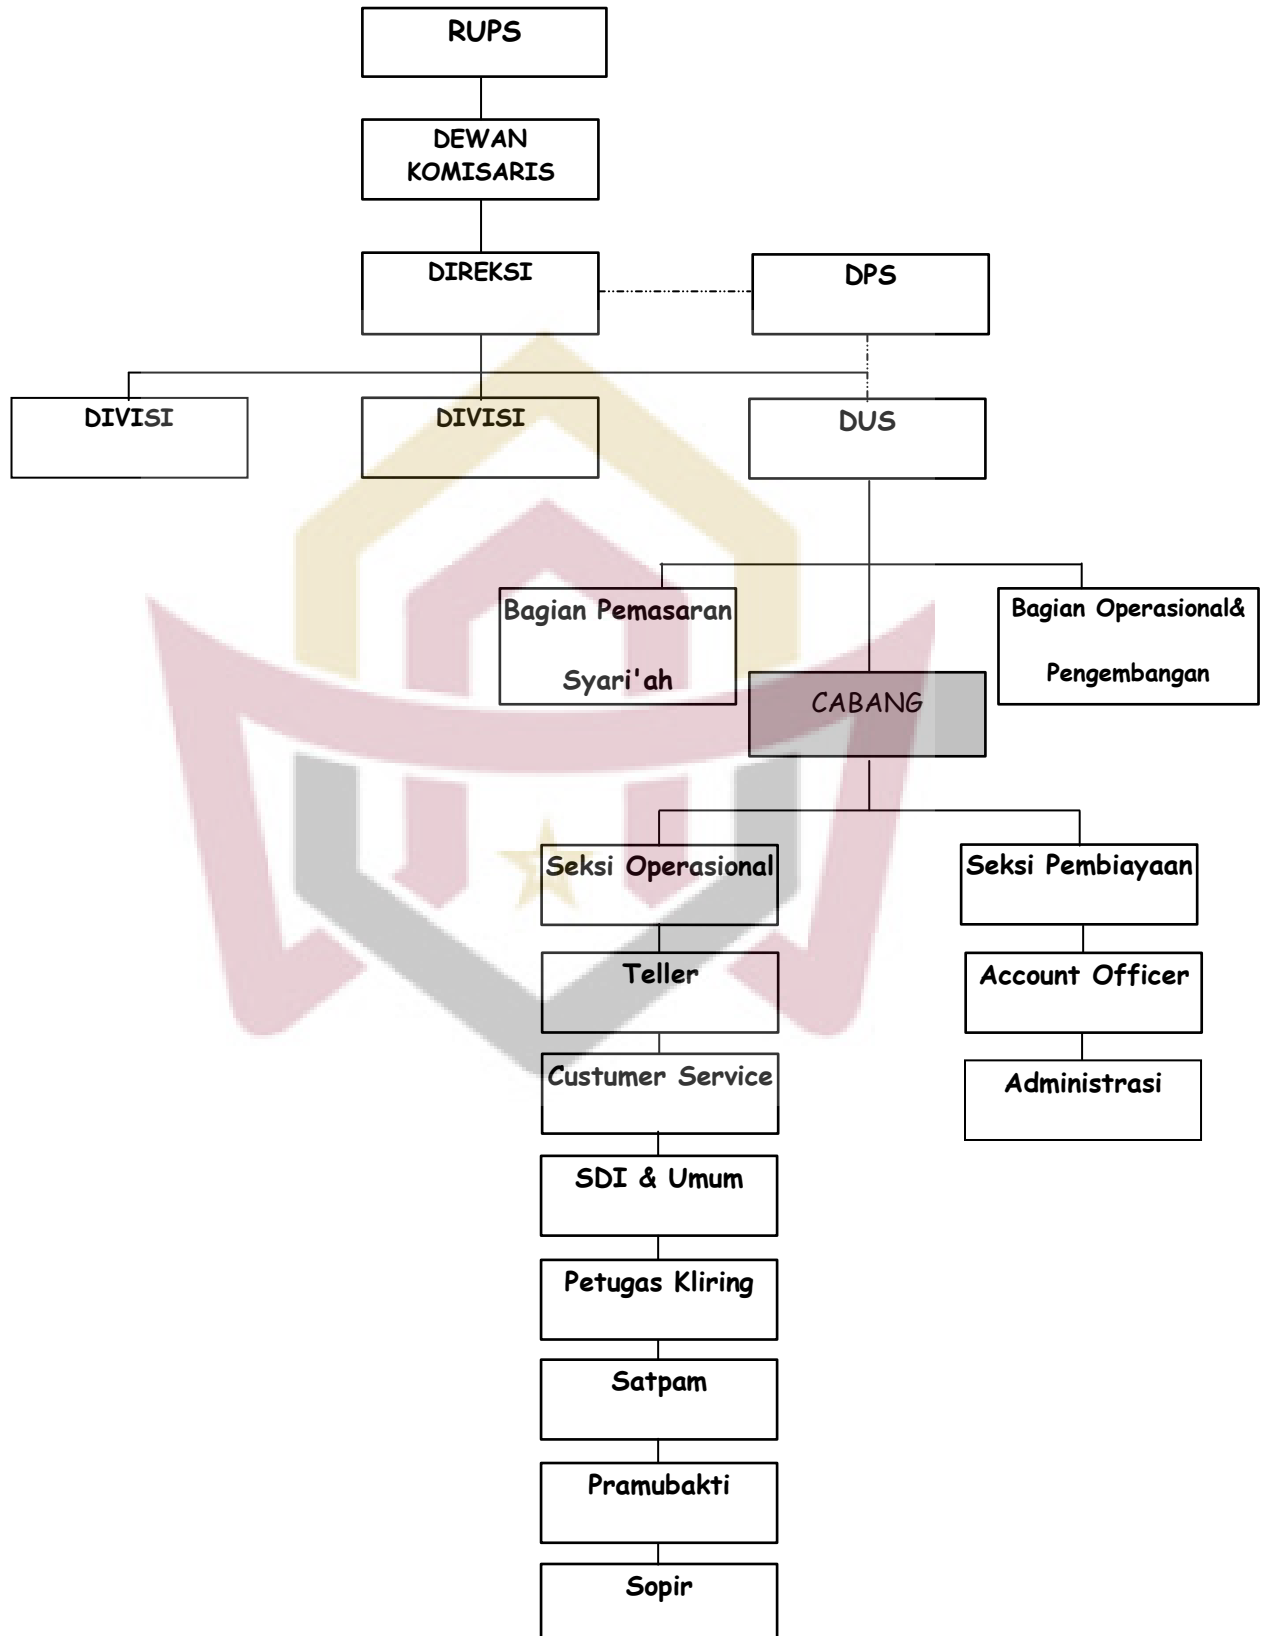 RUPS
DEWAN
KOMISARIS
DIREKSI
DPS
DIVISI
DIVISI
DUS
Bagian Pemasaran
Syari'ah
Bagian Operasional&
Pengembangan
CABANG
Seksi Operasional
Seksi Pembiayaan
Teller
Account Officer
Custumer Service
Administrasi
SDI & Umum
Petugas Kliring
Satpam
Pramubakti
Sopir